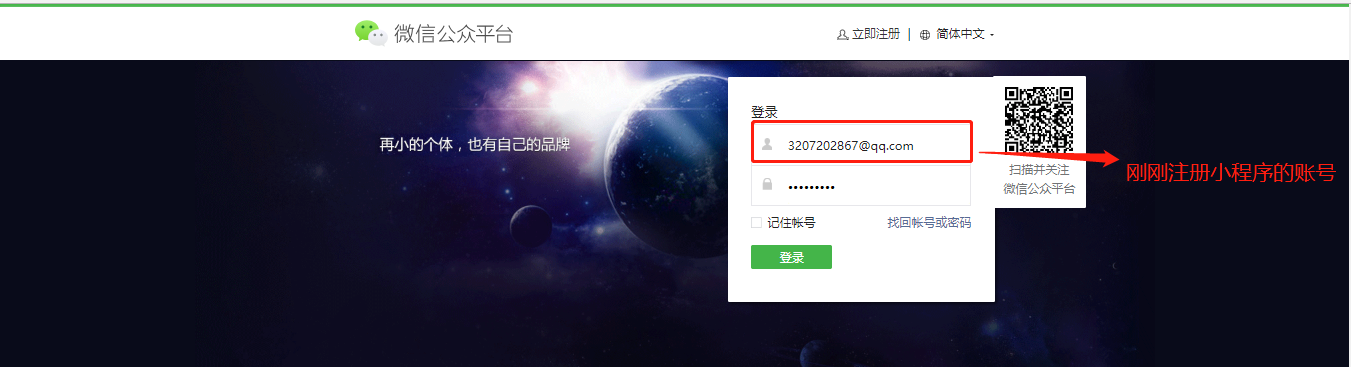 微信公众平台
立即注册 | 简体中文
再小的个体，也有自己的品牌
登录
3207202867@qq.com
•••••••••
记住帐号
找回帐号或密码
登录
扫描并关注
微信公众平台
刚刚注册小程序的账号